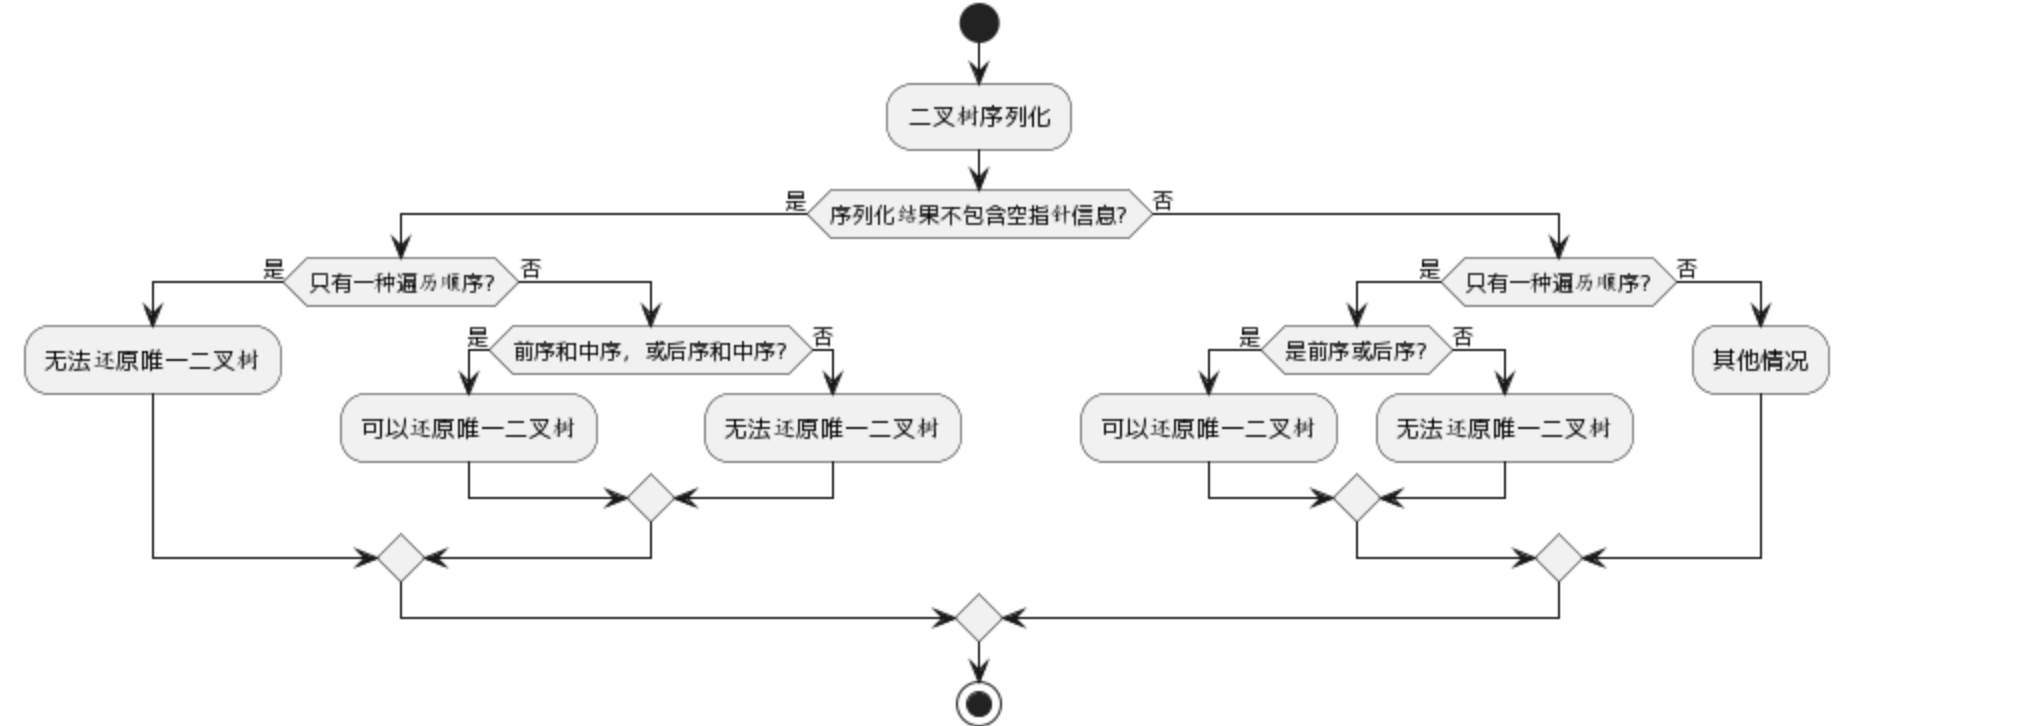 二叉树序列化
序列化结果不包含空指针信息?
是
否
只有一种遍历顺序?
是
否
无法还原唯一二叉树
前序和中序，或后序和中序?
是
否
可以还原唯一二叉树
无法还原唯一二叉树
只有一种遍历顺序?
是
否
是前序或后序?
是
否
可以还原唯一二叉树
无法还原唯一二叉树
其他情况